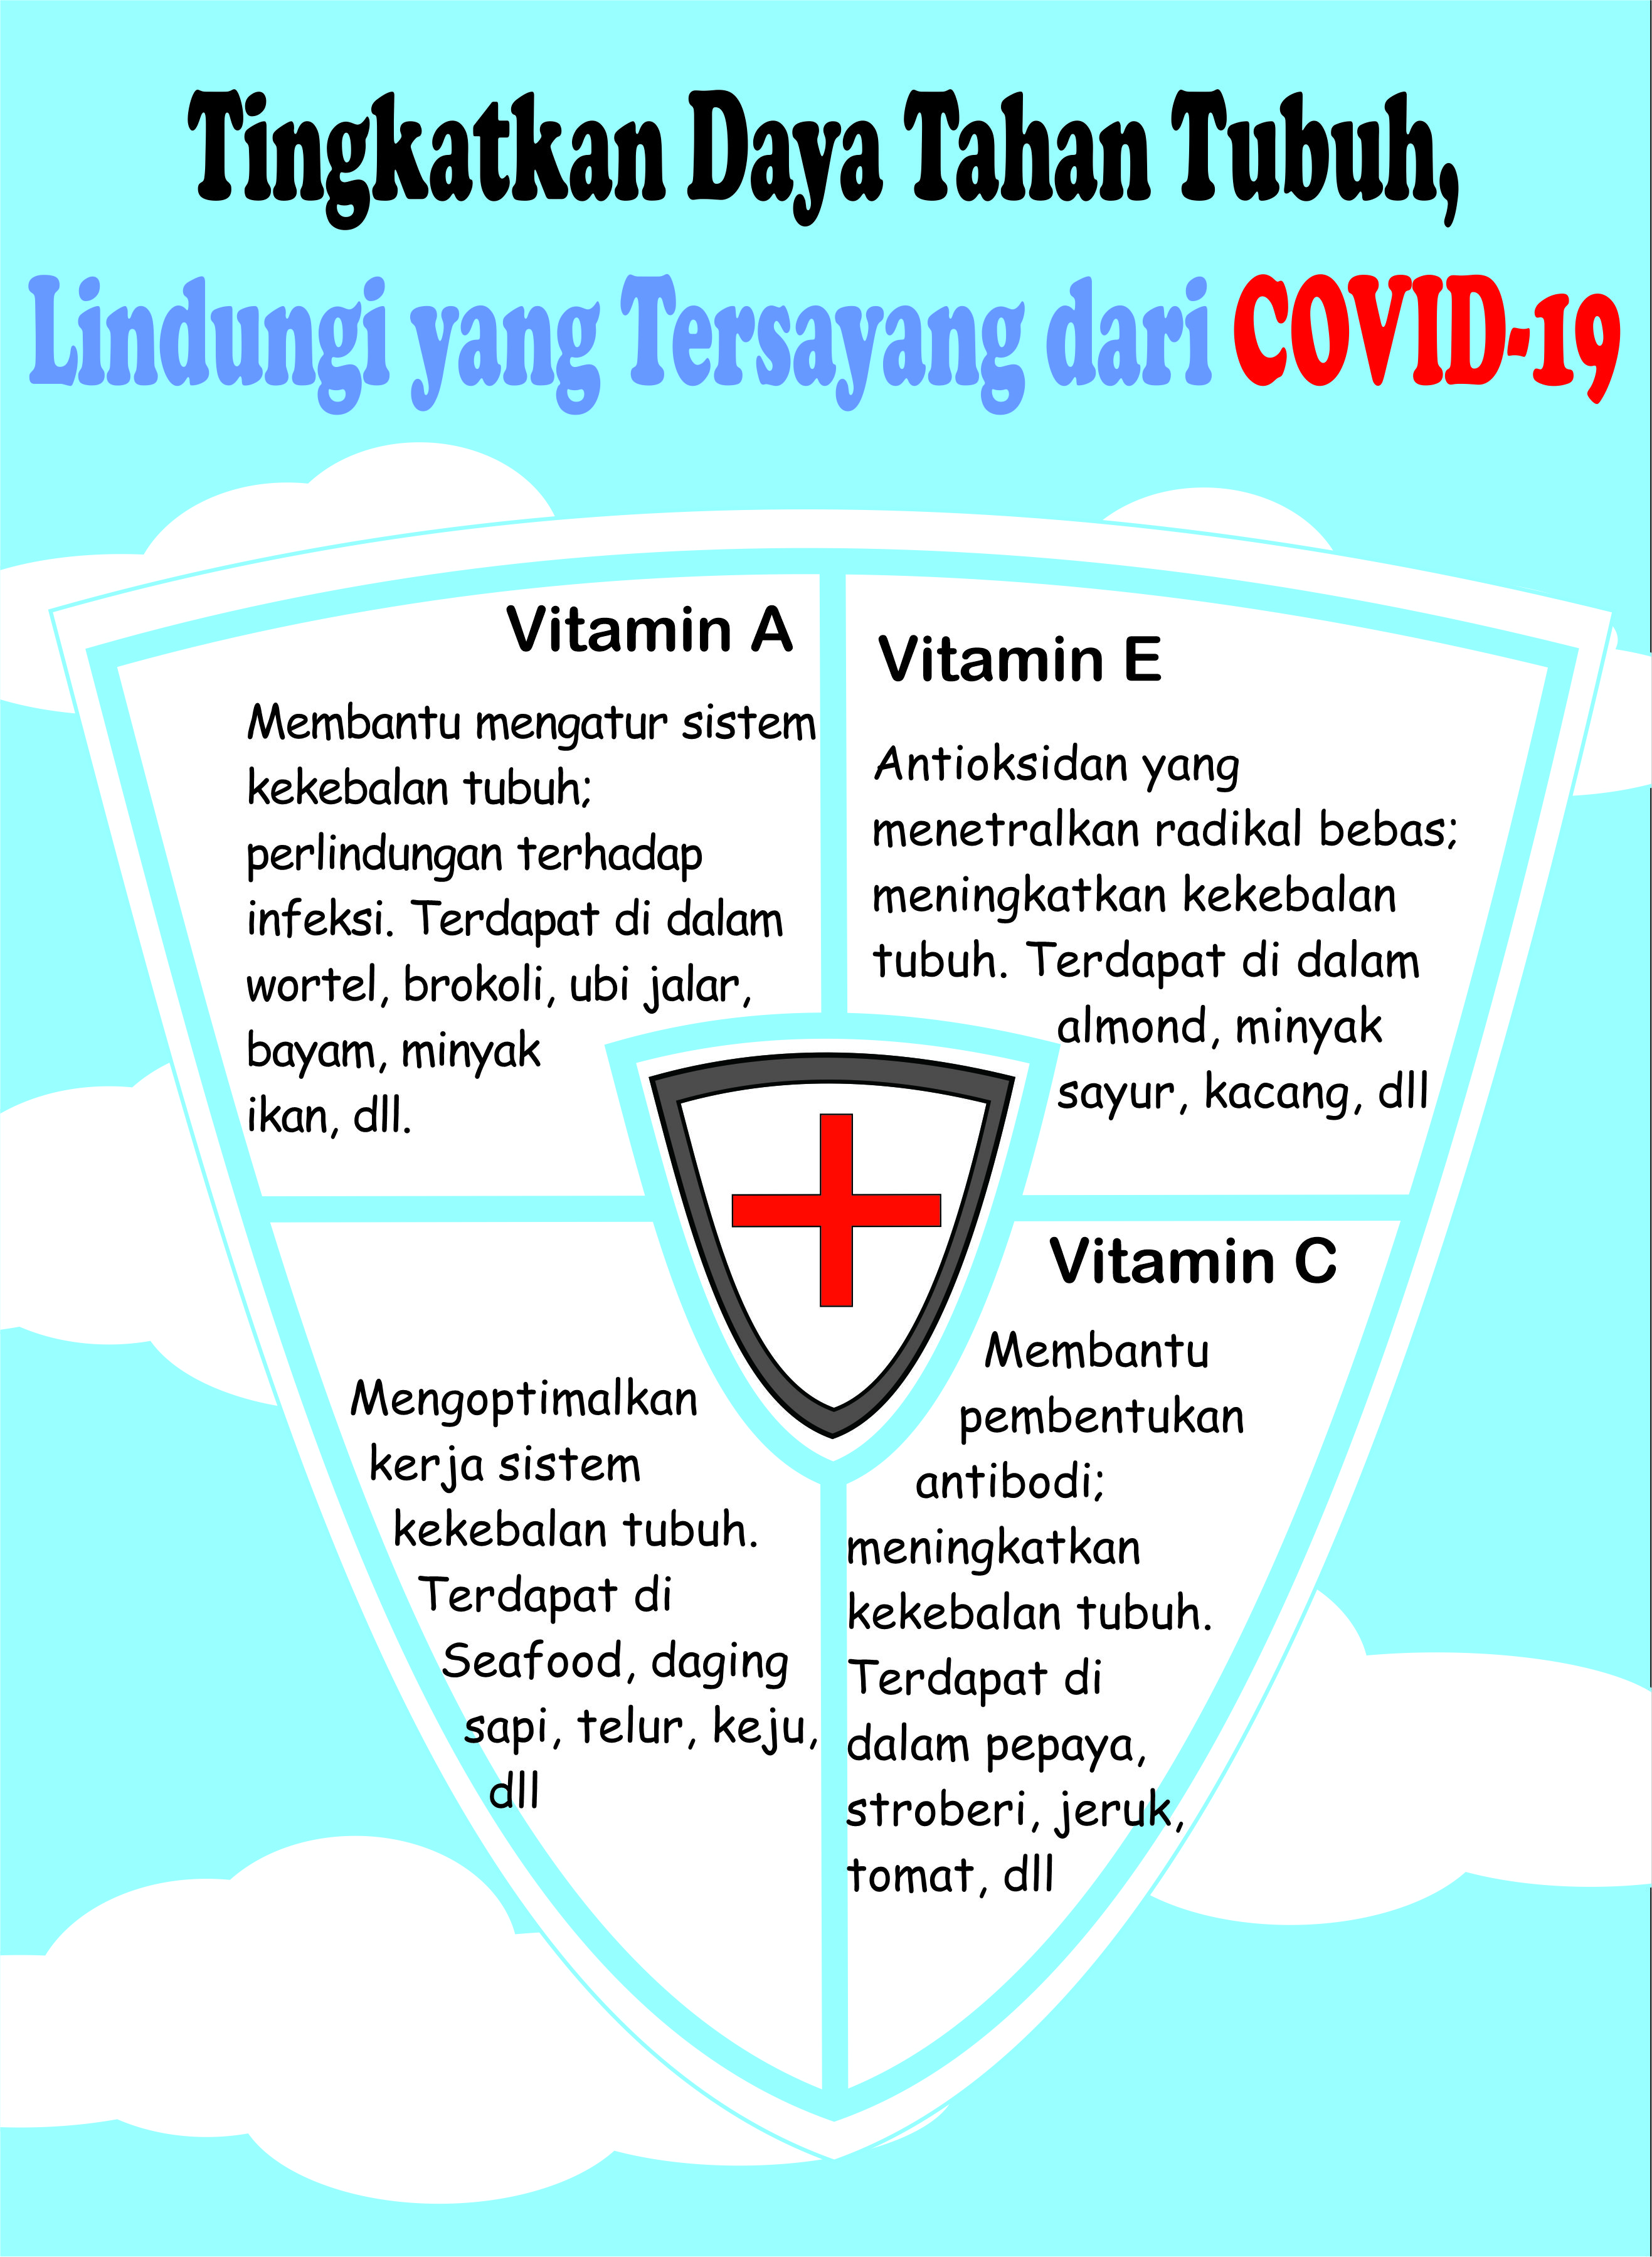 Tingkatkan Daya Tahan Tubuh,
Lindungi yang Tersayang dari COVID-19
Vitamin A
Membantu mengatur sistem
kekebalan tubuh;
perlindungan terhadap
infeksi. Terdapat di dalam
wortel, brokoli, ubi jalar,
bayam, minyak
ikan, dll.
Vitamin E
Antioksidan yang
menetralkan radikal bebas;
meningkatkan kekebalan
tubuh. Terdapat di dalam
almond, minyak
sayur, kacang, dll
Mengoptimalkan
kerja sistem
kekebalan tubuh.
Terdapat di
Seafood, daging
sapi, telur, keju,
dll
Vitamin C
Membantu
pembentukan
antibodi;
meningkatkan
kekebalan tubuh.
Terdapat di
dalam pepaya,
stroberi, jeruk,
tomat, dll